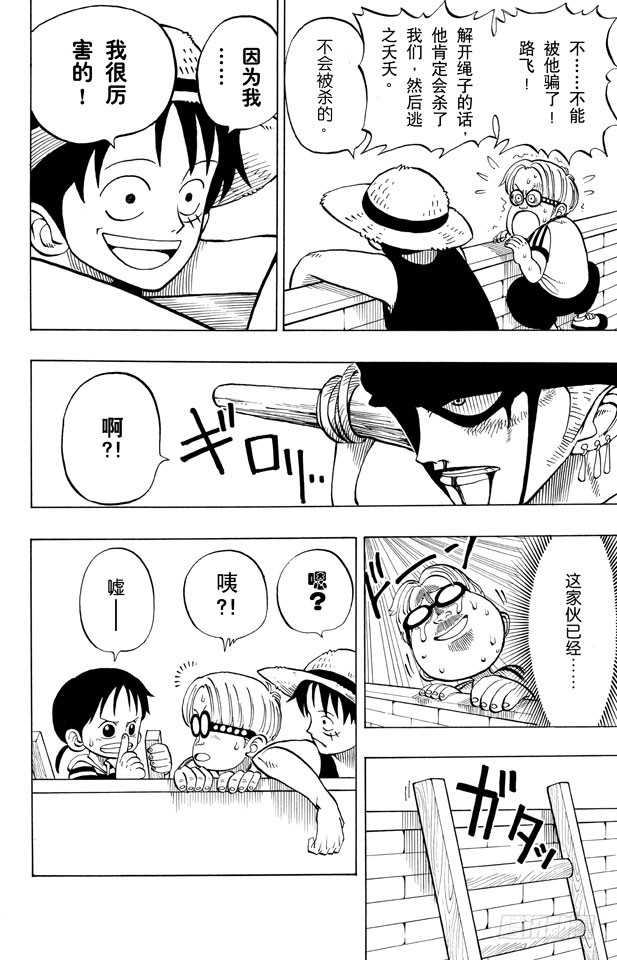 不……不能
被他骗了！
路飞！
解开绳子的话，
他肯定会杀了
我们，然后逃
之夭夭。
不会被杀的。
因为我
……
我很厉
害的！
ギロリッ
啊
?!
这家伙已经……
ドーン
ガタッ
嗯
?
咦
?!
嘘
——